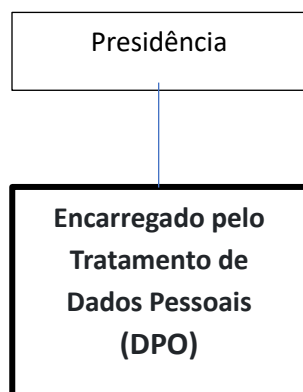 Presidência
Encarregado pelo
Tratamento de
Dados Pessoais
(DPO)